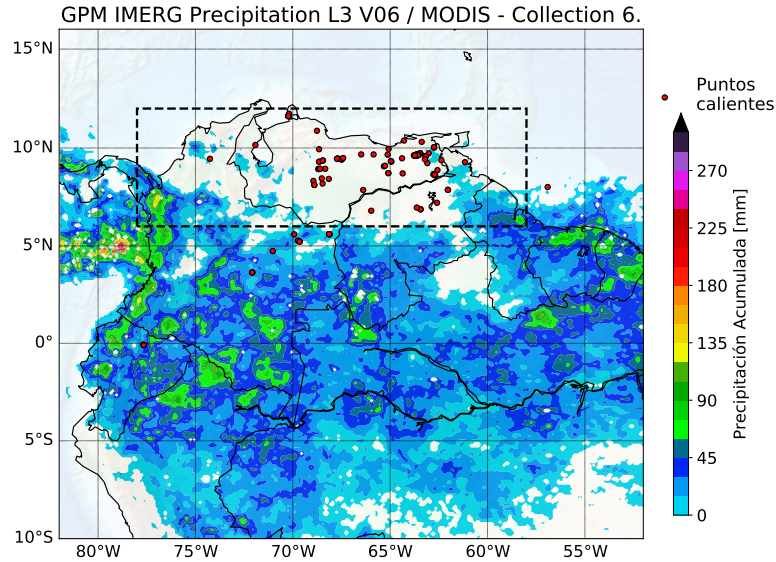 GPM IMERG Precipitation L3 V06 / MODIS - Collection 6.
15°N
10°N
5°N
0°
5°S
10°S
80°W
75°W
70°W
65°W
60°W
55°W
Puntos
calientes
270
225
180
135
90
45
0
Precipitación Acumulada [mm]